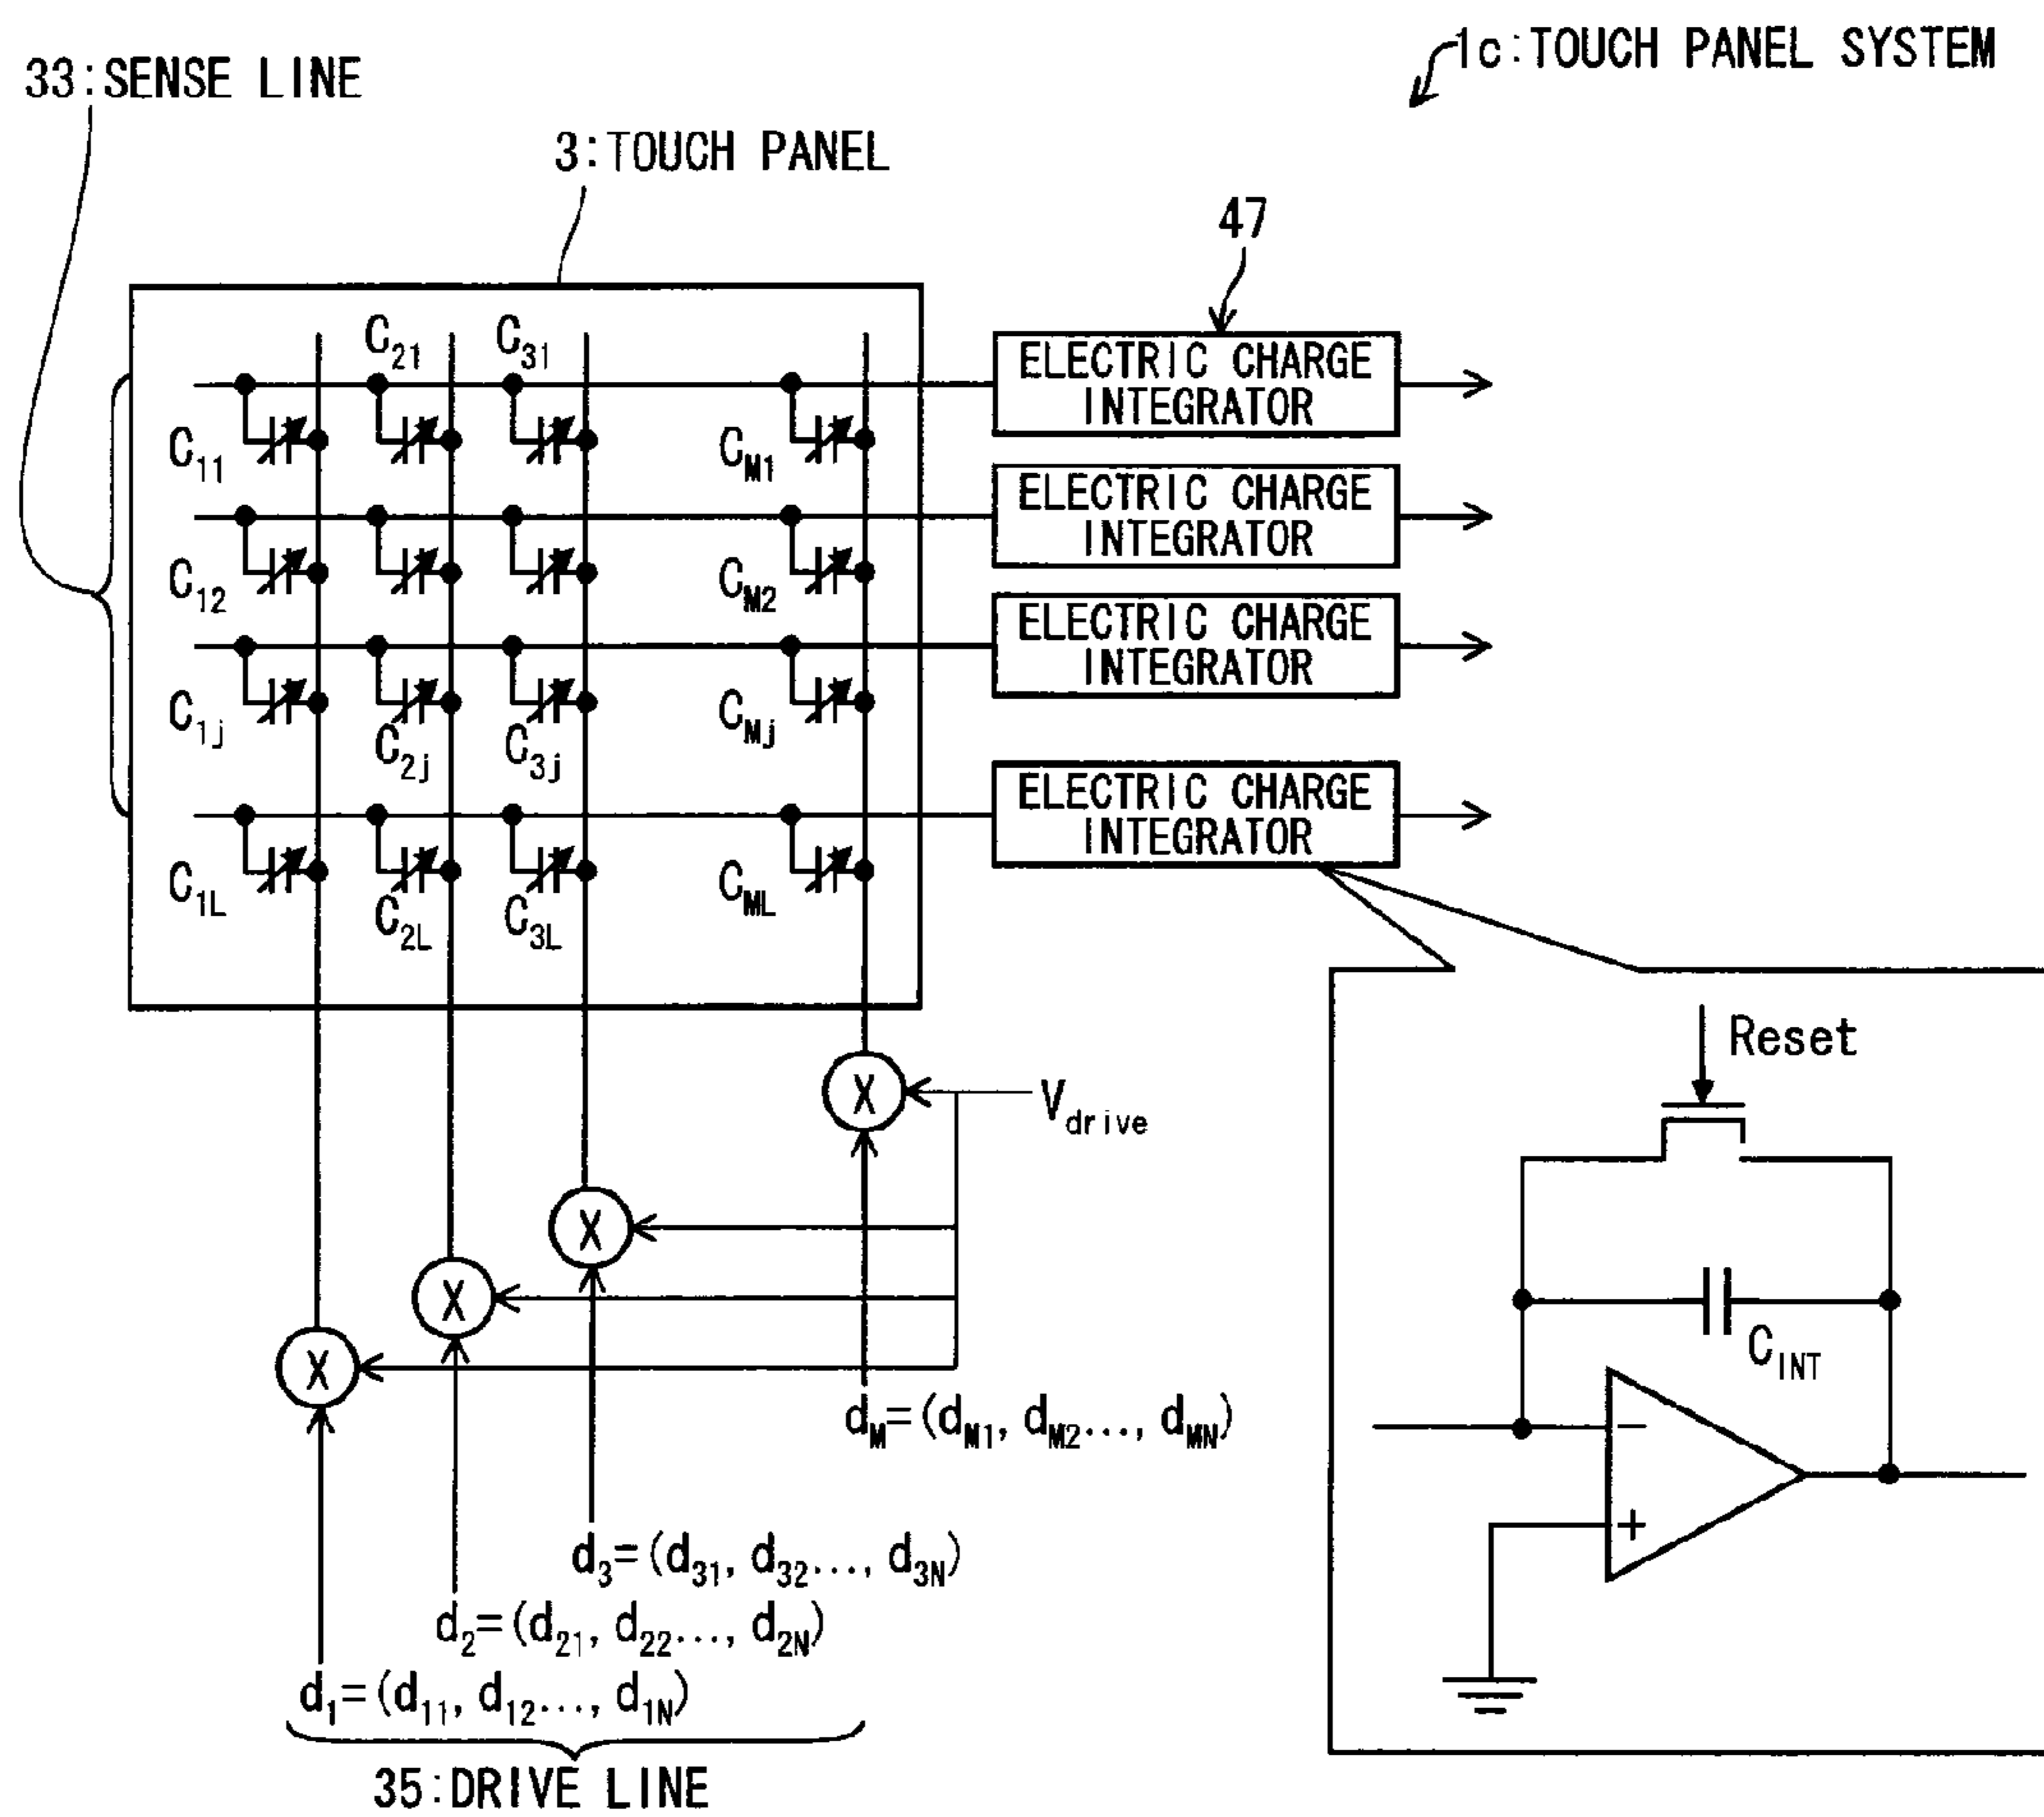 1c:TOUCH PANEL SYSTEM
33:SENSE LINE
3:TOUCH PANEL
47
C21 C31
ELECTRIC CHARGE
INTEGRATOR
C11 CM1
ELECTRIC CHARGE
INTEGRATOR
C12 CM2
ELECTRIC CHARGE
INTEGRATOR
C1j C2j C3j CMj
ELECTRIC CHARGE
INTEGRATOR
C1L C2L C3L CML
Reset
X Vdrive
X
X
X
CINT
−
+
dM=(dM1, dM2..., dMN)
d3=(d31, d32..., d3N)
d2=(d21, d22..., d2N)
d1=(d11, d12..., d1N)
35:DRIVE LINE